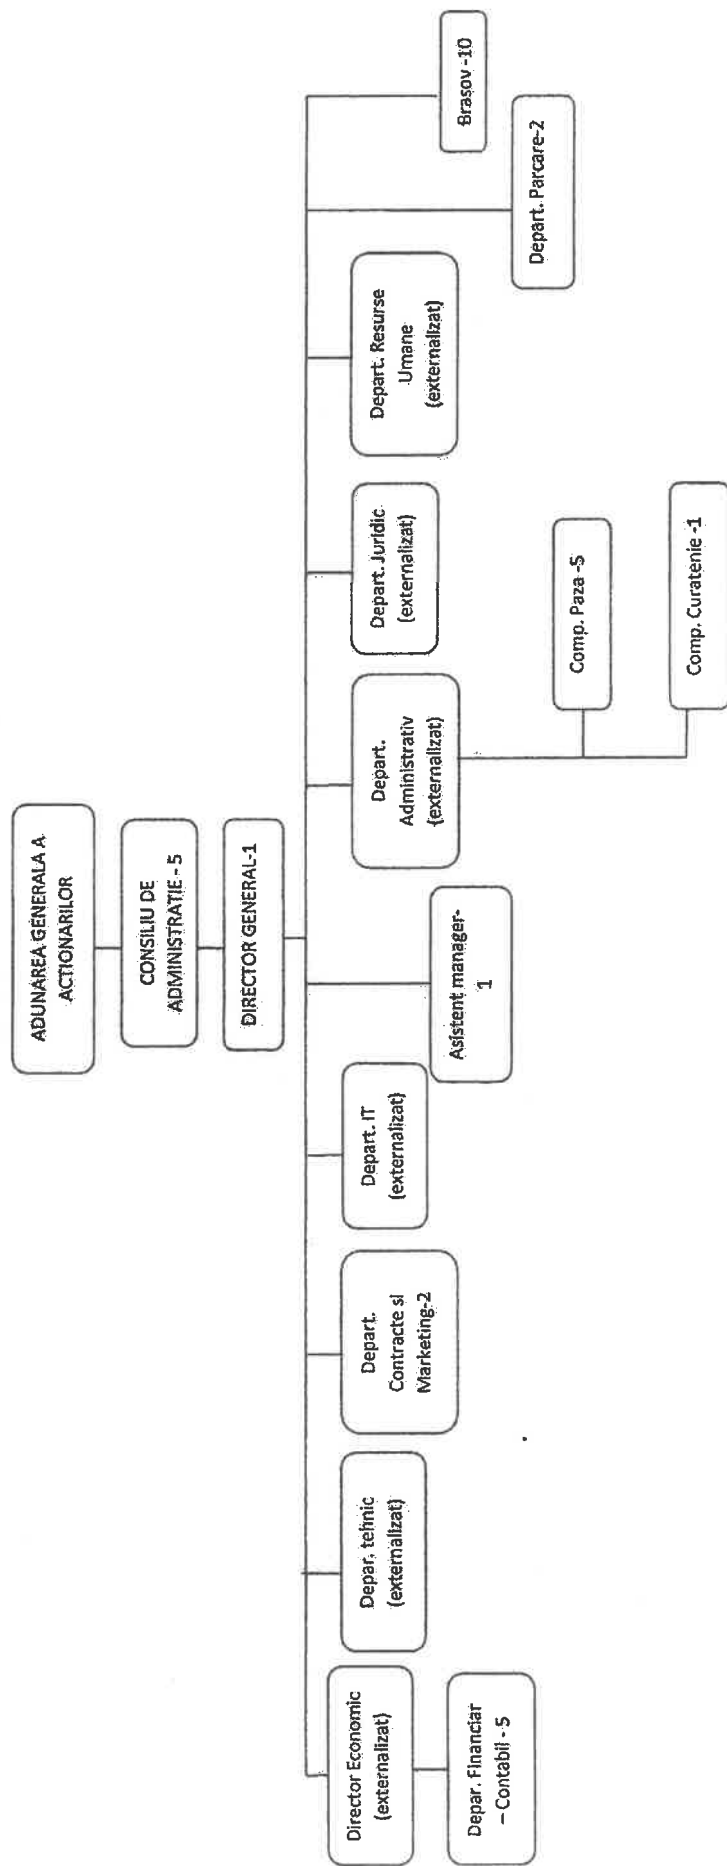 ADUNAREA GENERALA A
ACTIONARILOR
CONSILIU DE
ADMINISTRATIE - 5
DIRECTOR GENERAL-1
Director Economic
(externalizat)
Depar. Financiar
– Contabil - 5
Depar. tehnic
(externalizat)
Depart.
Contracte si
Marketing-2
Depart. IT
(externalizat)
Asistent manager-
1
Depart.
Administrativ
(externalizat)
Comp. Paza -5
Comp. Curatenie -1
Depart. Juridic
(externalizat)
Depart. Resurse
Umane
(externalizat)
Depart. Parcare-2
Brasov -10